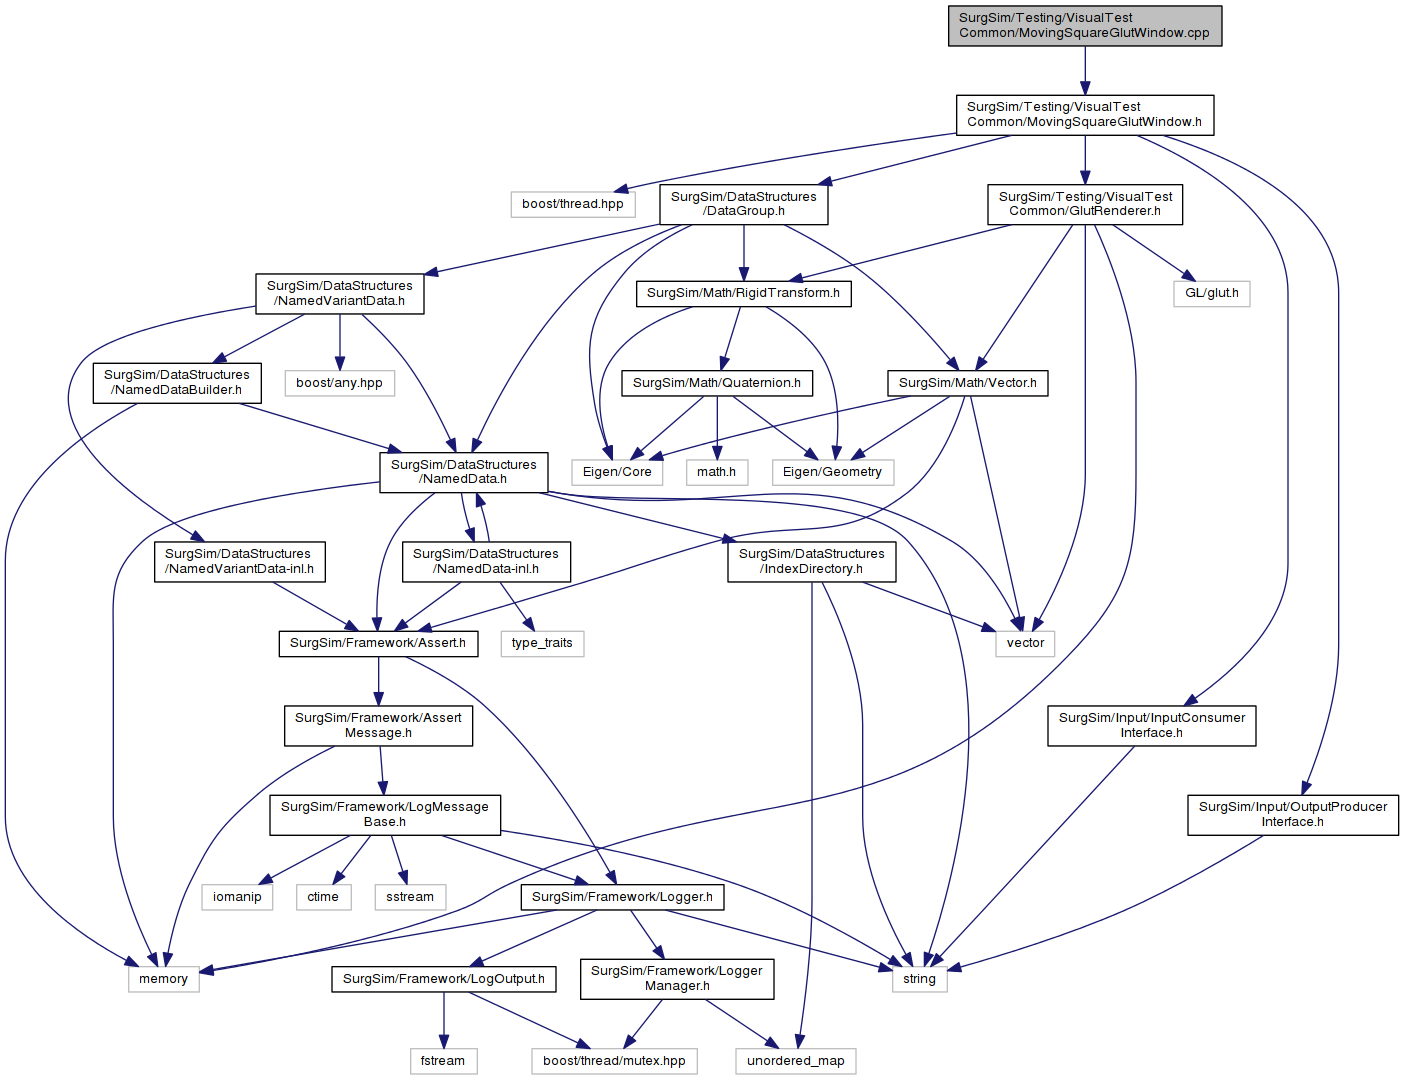 SurgSim/Testing/VisualTest
Common/MovingSquareGlutWindow.cpp
SurgSim/Testing/VisualTest
Common/MovingSquareGlutWindow.h
boost/thread.hpp
SurgSim/DataStructures
/DataGroup.h
SurgSim/Testing/VisualTest
Common/GlutRenderer.h
SurgSim/DataStructures
/NamedVariantData.h
SurgSim/Math/RigidTransform.h
GL/glut.h
SurgSim/DataStructures
/NamedDataBuilder.h
boost/any.hpp
SurgSim/Math/Quaternion.h
SurgSim/Math/Vector.h
SurgSim/DataStructures
/NamedData.h
Eigen/Core
math.h
Eigen/Geometry
SurgSim/DataStructures
/NamedVariantData-inl.h
SurgSim/DataStructures
/NamedData-inl.h
SurgSim/DataStructures
/IndexDirectory.h
SurgSim/Framework/Assert.h
type_traits
vector
SurgSim/Framework/Assert
Message.h
SurgSim/Input/InputConsumer
Interface.h
SurgSim/Framework/LogMessage
Base.h
SurgSim/Input/OutputProducer
Interface.h
iomanip
ctime
sstream
SurgSim/Framework/Logger.h
memory
SurgSim/Framework/LogOutput.h
SurgSim/Framework/Logger
Manager.h
string
fstream
boost/thread/mutex.hpp
unordered_map